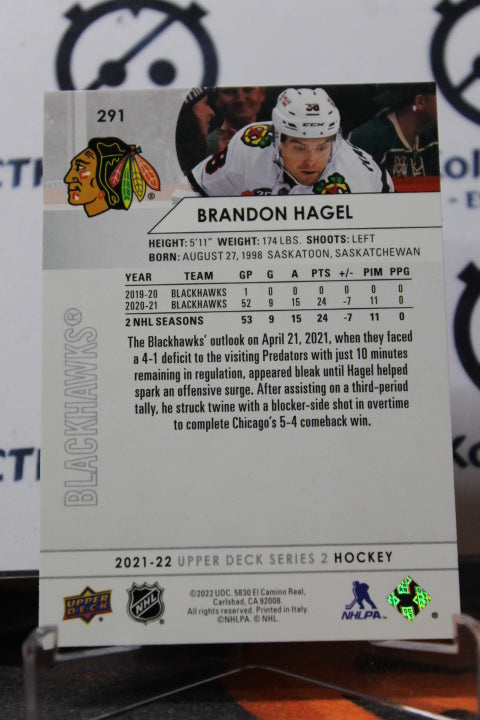 291
38
CCM
BRANDON HAGEL
HEIGHT: 5'11" WEIGHT: 174 LBS. SHOOTS: LEFT
BORN: AUGUST 27, 1998 SASKATOON, SASKATCHEWAN
YEAR TEAM GP G A PTS +/- PIM PPG
2019-20 BLACKHAWKS 1 0 0 0 0 0 0
2020-21 BLACKHAWKS 52 9 15 24 -7 11 0
2 NHL SEASONS 53 9 15 24 -7 11 0
The Blackhawks' outlook on April 21, 2021, when they faced
a 4-1 deficit to the visiting Predators with just 10 minutes
remaining in regulation, appeared bleak until Hagel helped
spark an offensive surge. After assisting on a third-period
tally, he struck twine with a blocker-side shot in overtime
to complete Chicago's 5-4 comeback win.
BLACKHAWKS®
2021-22 UPPER DECK SERIES 2 HOCKEY
UPPER DECK
NHL
©2022 UDC. 5830 El Camino Real,
Carlsbad, CA 92008.
All rights reserved. Printed in Italy.
©NHLPA. © NHL.
NHLPA